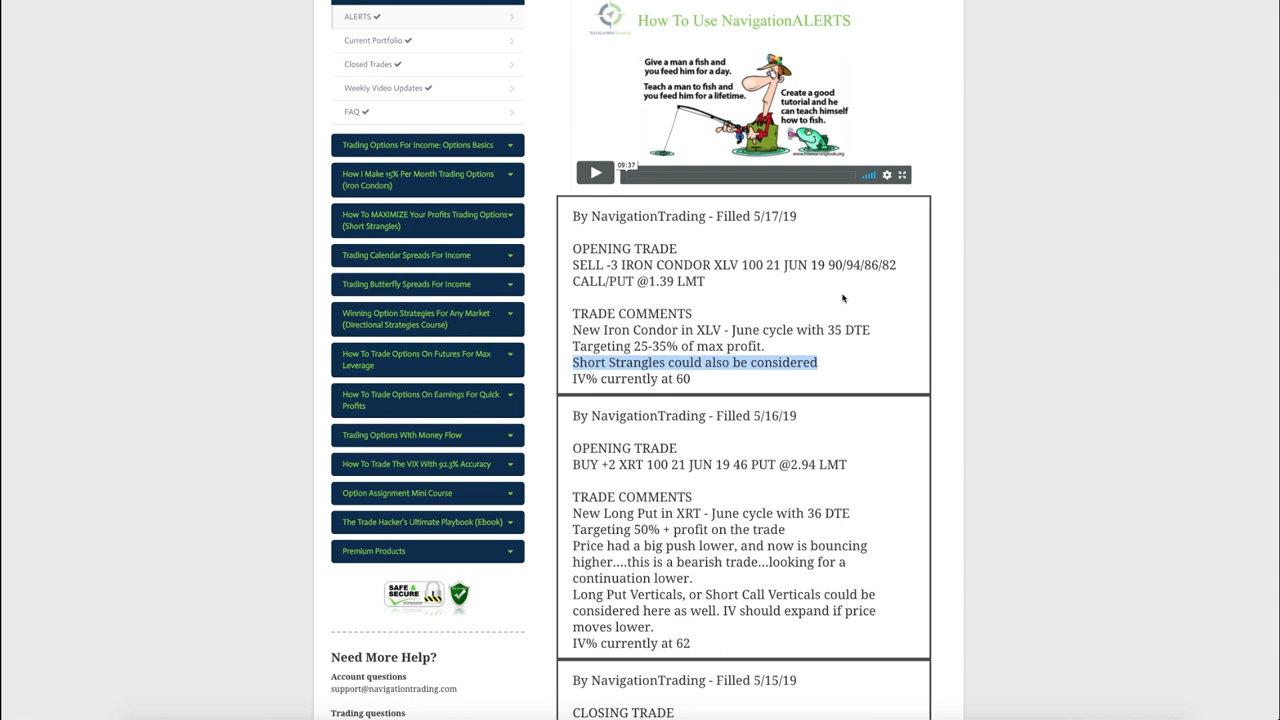 ALERTS
Current Portfolio
Closed Trades
Weekly Video Updates
FAQ
Trading Options For Income: Options Basics
How I Make 15% Per Month Trading Options
(Iron Condors)
How To MAXIMIZE Your Profits Trading Options
(Short Strangles)
Trading Calendar Spreads For Income
Trading Butterfly Spreads For Income
Winning Option Strategies For Any Market
(Directional Strategies Course)
How To Trade Options On Futures For Max
Leverage
How To Trade Options On Earnings For Quick
Profits
Trading Options With Money Flow
How To Trade The VIX With 92.3% Accuracy
Option Assignment Mini Course
The Trade Hacker's Ultimate Playbook (Ebook)
Premium Products
SAFE &
SECURE
Need More Help?
Account questions
support@navigationtrading.com
Trading questions
How To Use NavigationALERTS
Give a man a fish and
you feed him for a day.
Teach a man to fish and
you feed him for a lifetime.
Create a good
tutorial and he
can teach himself
how to fish.
09:37
By NavigationTrading - Filled 5/17/19
OPENING TRADE
SELL -3 IRON CONDOR XLV 100 21 JUN 19 90/94/86/82
CALL/PUT @1.39 LMT
TRADE COMMENTS
New Iron Condor in XLV - June cycle with 35 DTE
Targeting 25-35% of max profit.
Short Strangles could also be considered
IV% currently at 60
By NavigationTrading - Filled 5/16/19
OPENING TRADE
BUY +2 XRT 100 21 JUN 19 46 PUT @2.94 LMT
TRADE COMMENTS
New Long Put in XRT - June cycle with 36 DTE
Targeting 50% + profit on the trade
Price had a big push lower, and now is bouncing
higher....this is a bearish trade...looking for a
continuation lower.
Long Put Verticals, or Short Call Verticals could be
considered here as well. IV should expand if price
moves lower.
IV% currently at 62
By NavigationTrading - Filled 5/15/19
CLOSING TRADE